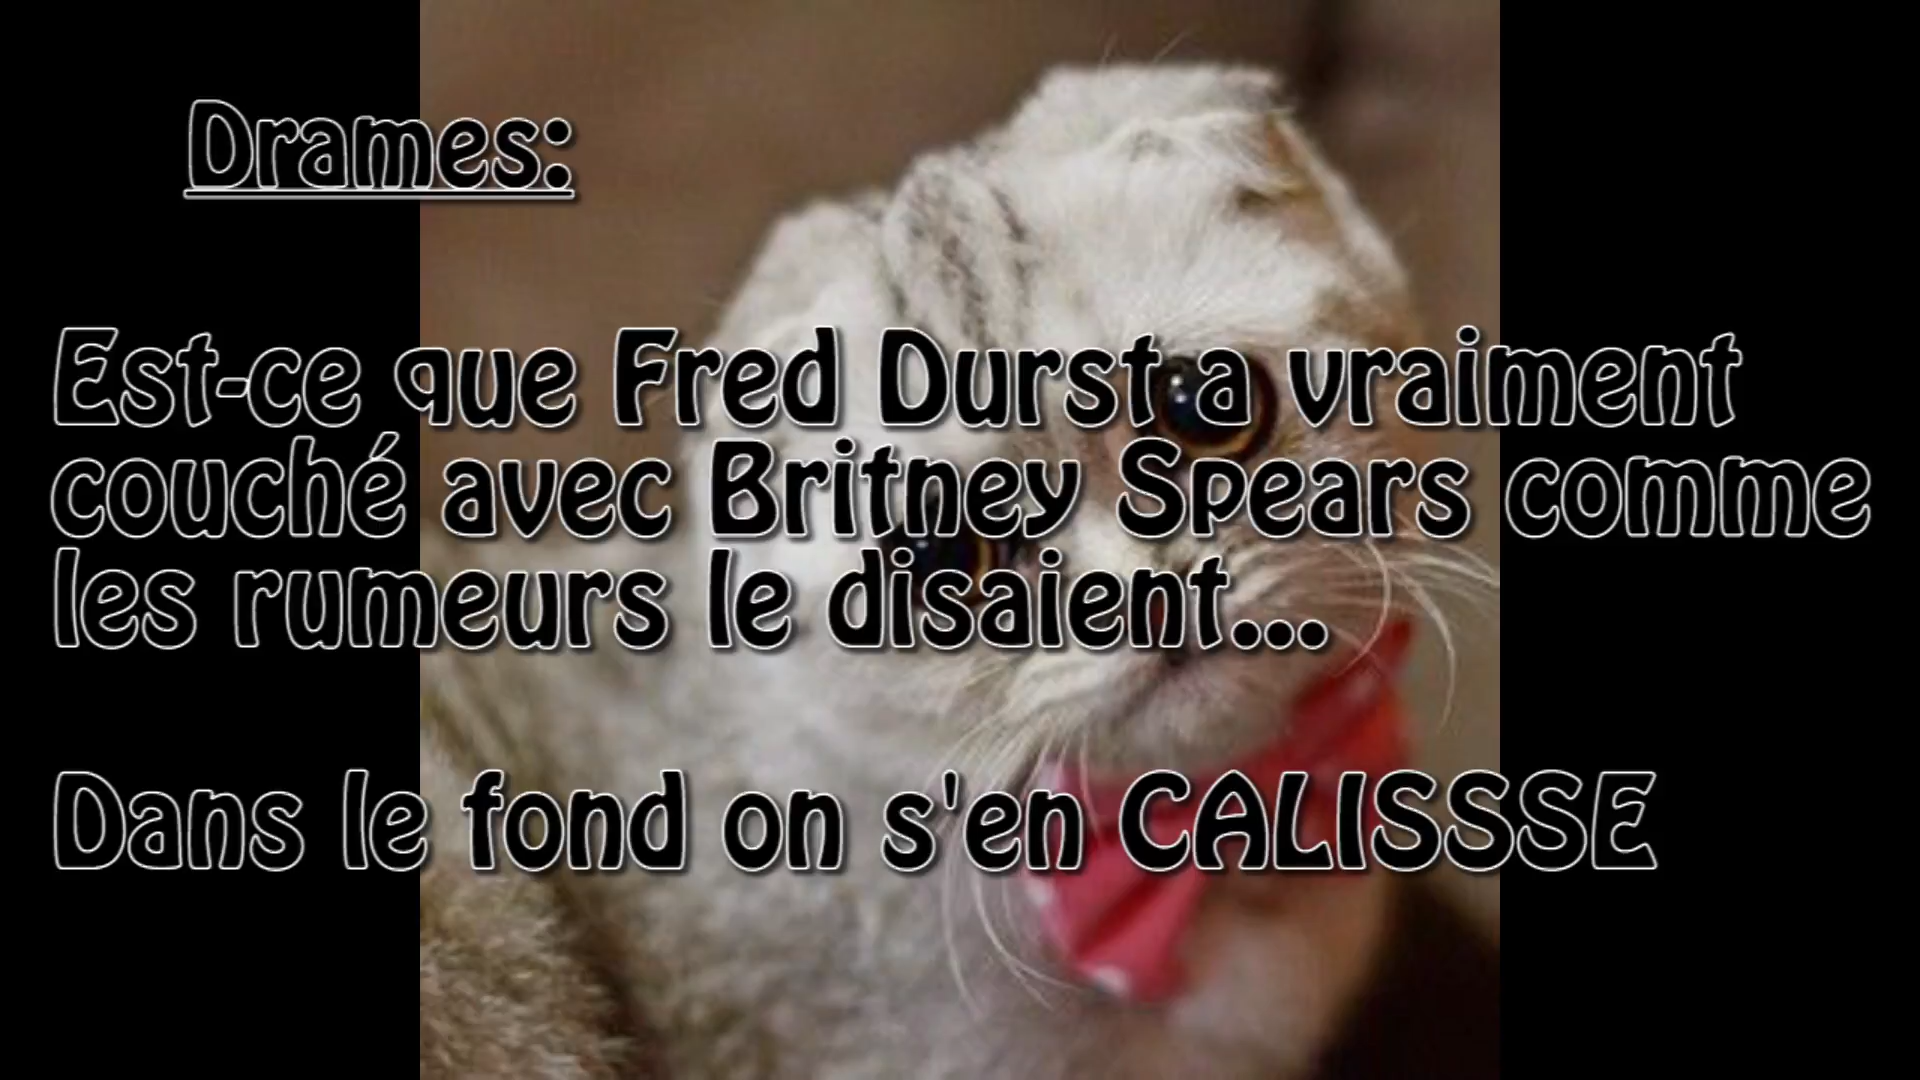 Drames:
Est-ce que Fred Durst a vraiment
couché avec Britney Spears comme
les rumeurs le disaient...
Dans le fond on s'en CALISSSE